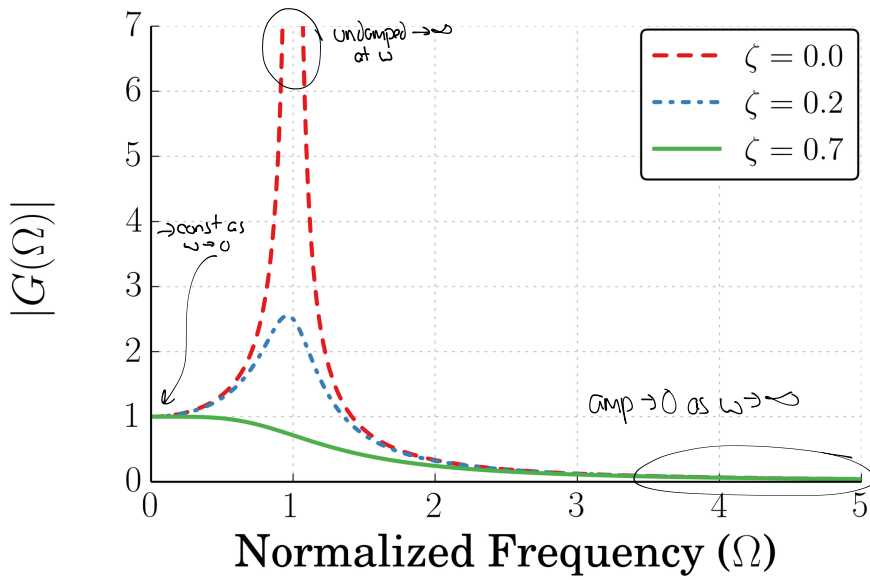 7
undamped → ∞
at ω
6
5
4
3
2
1
0
|G(Ω)|
ζ = 0.0
ζ = 0.2
ζ = 0.7
→ const as
ω→0
amp→0 as ω→∞
0 1 2 3 4 5
Normalized Frequency (Ω)